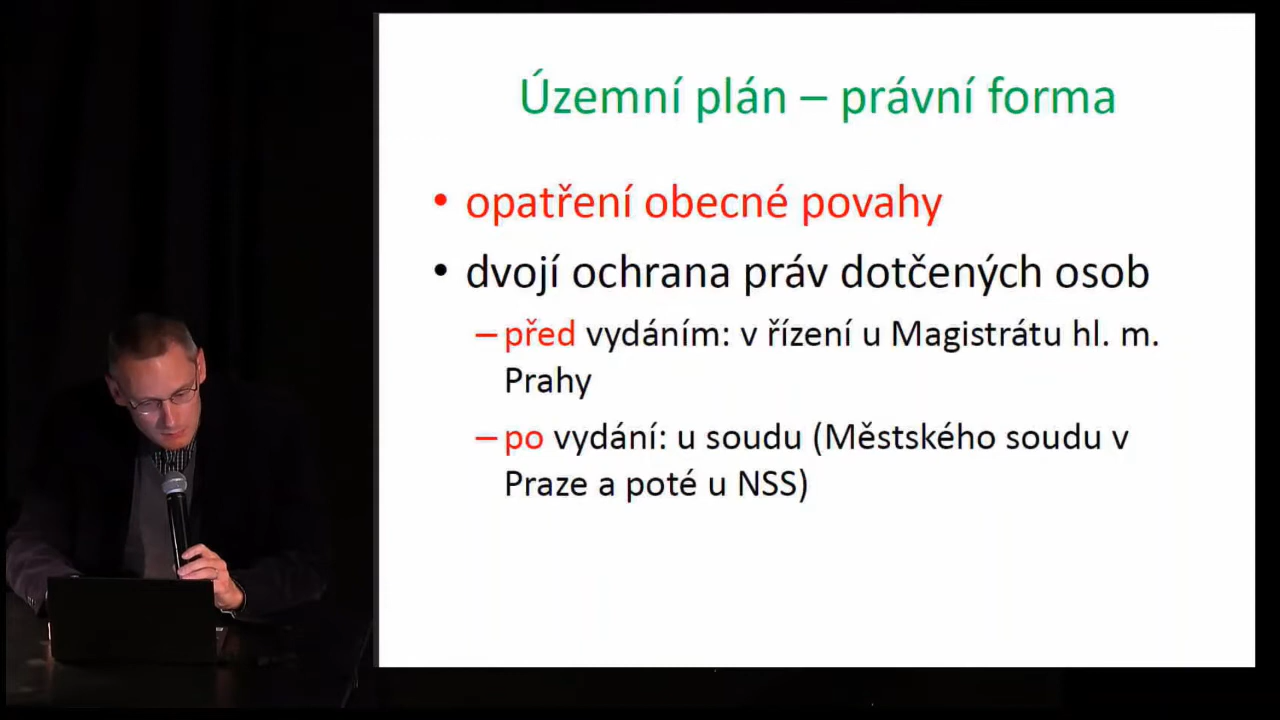 Územní plán – právní forma
• opatření obecné povahy
• dvojí ochrana práv dotčených osob
– před vydáním: v řízení u Magistrátu hl. m.
Prahy
– po vydání: u soudu (Městského soudu v
Praze a poté u NSS)